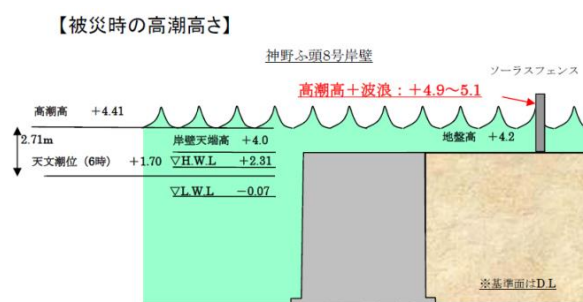 【被災時の高潮高さ】
神野ふ頭8号岸壁
ソーラスフェンス
高潮高＋波浪：+4.9～5.1
高潮高 +4.41
2.71m
岸壁天端高 +4.0
地盤高 +4.2
天文潮位（6時） +1.70
▽H.W.L +2.31
▽L.W.L −0.07
※基準面はD.L